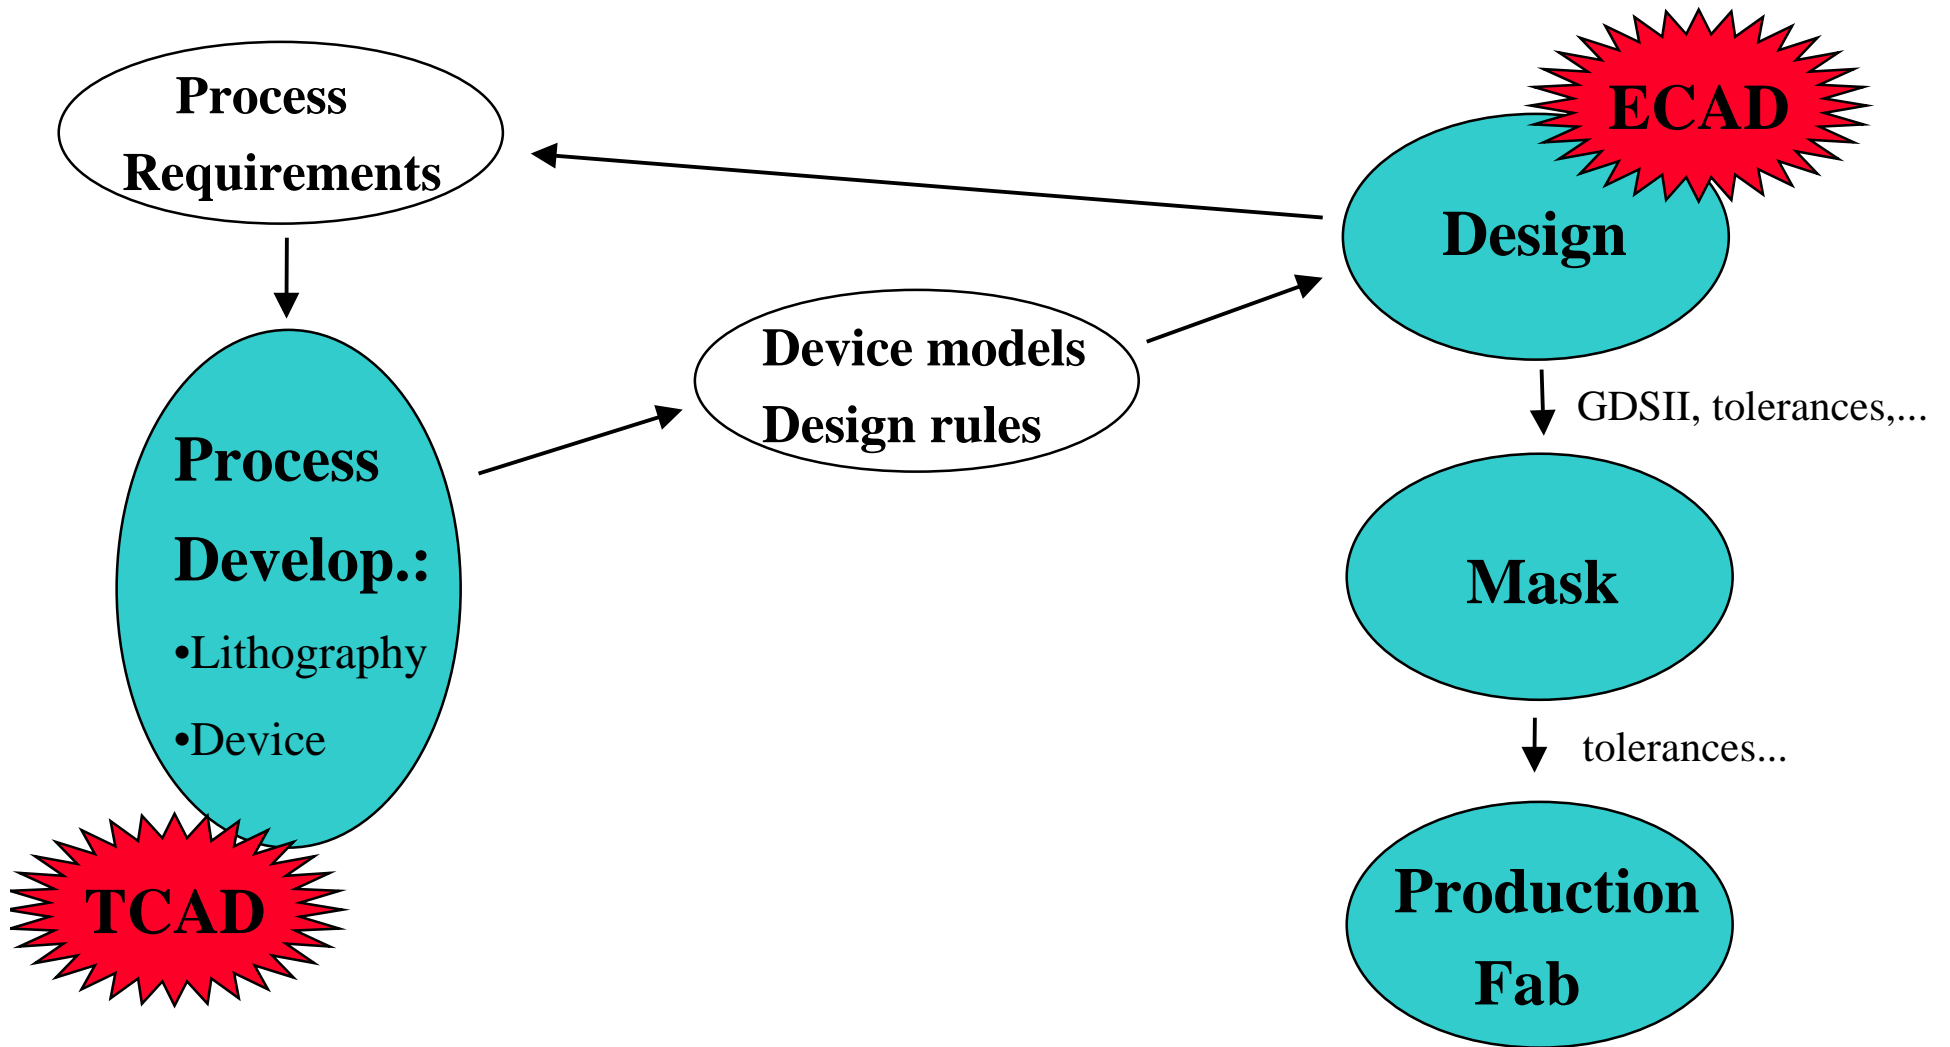 Process
Requirements
ECAD
Design
Device models
Design rules
GDSII, tolerances,...
Process
Develop.:
•Lithography
•Device
TCAD
Mask
tolerances...
Production
Fab